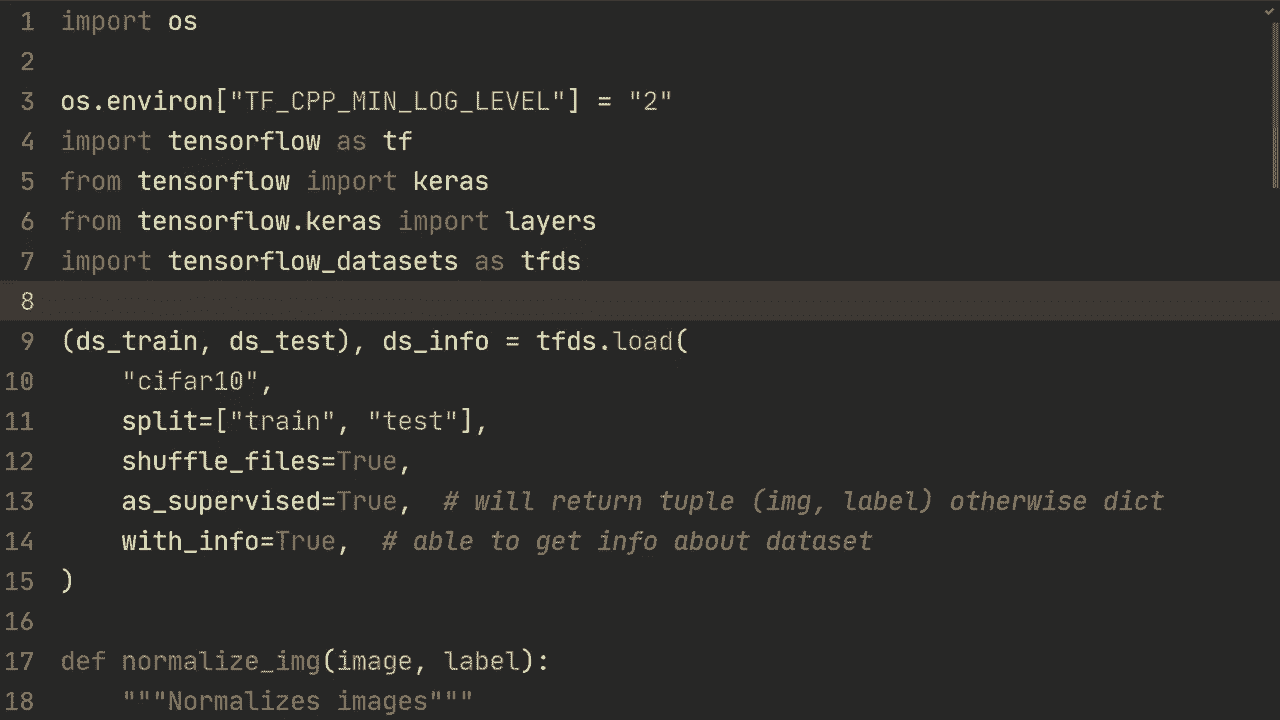 1 import os
2
3 os.environ["TF_CPP_MIN_LOG_LEVEL"] = "2"
4 import tensorflow as tf
5 from tensorflow import keras
6 from tensorflow.keras import layers
7 import tensorflow_datasets as tfds
8
9 (ds_train, ds_test), ds_info = tfds.load(
10     "cifar10",
11     split=["train", "test"],
12     shuffle_files=True,
13     as_supervised=True,  # will return tuple (img, label) otherwise dict
14     with_info=True,  # able to get info about dataset
15 )
16
17 def normalize_img(image, label):
18     """Normalizes images"""